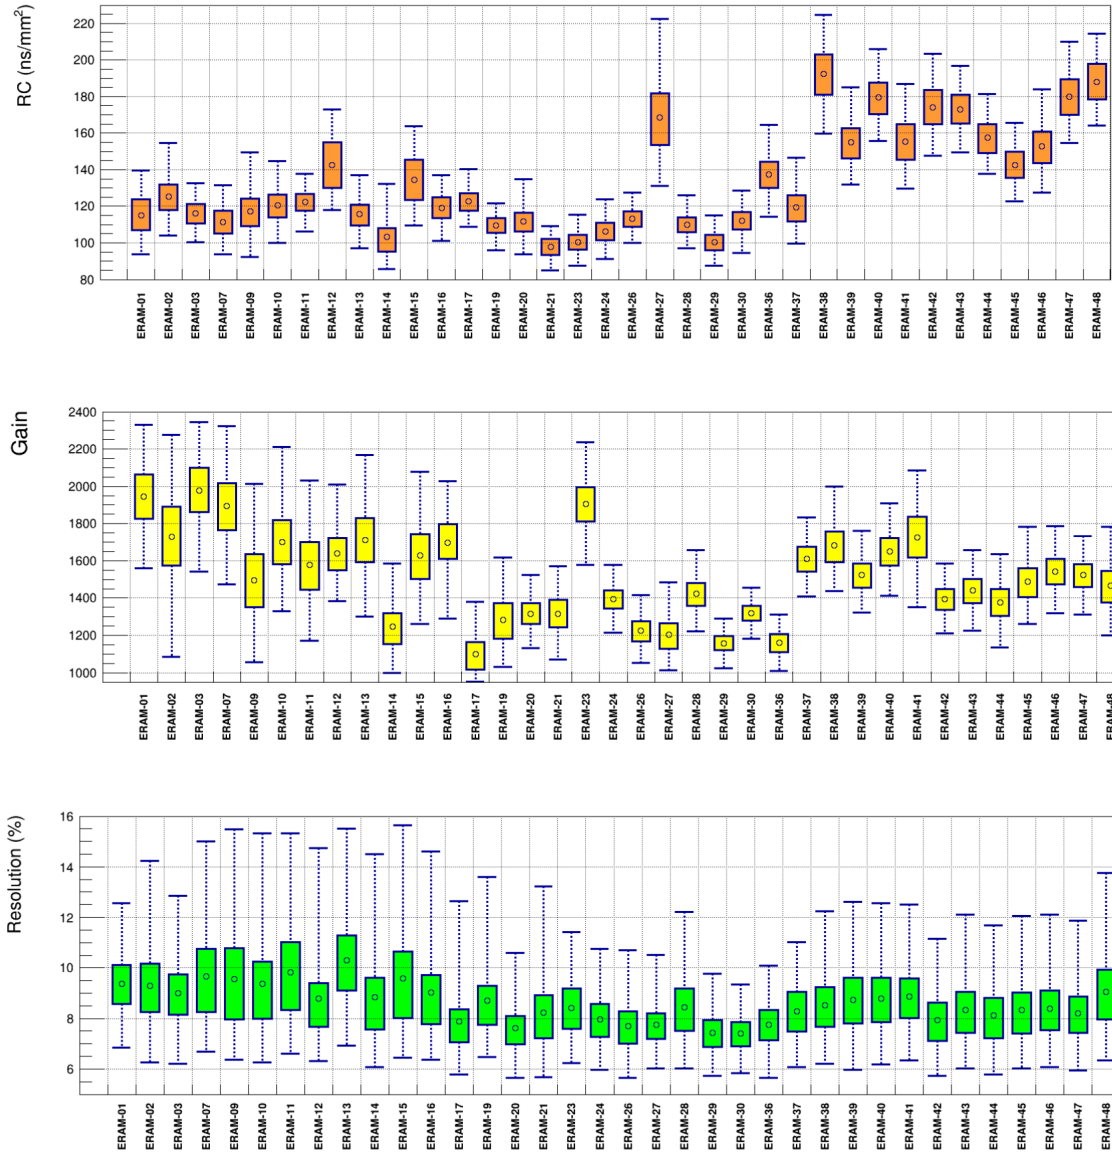 RC (ns/mm²)
220
200
180
160
140
120
100
80
ERAM-01
ERAM-02
ERAM-03
ERAM-07
ERAM-09
ERAM-10
ERAM-11
ERAM-12
ERAM-13
ERAM-14
ERAM-15
ERAM-16
ERAM-17
ERAM-19
ERAM-20
ERAM-21
ERAM-23
ERAM-24
ERAM-26
ERAM-27
ERAM-28
ERAM-29
ERAM-30
ERAM-36
ERAM-37
ERAM-38
ERAM-39
ERAM-40
ERAM-41
ERAM-42
ERAM-43
ERAM-44
ERAM-45
ERAM-46
ERAM-47
ERAM-48
Gain
2400
2200
2000
1800
1600
1400
1200
1000
ERAM-01
ERAM-02
ERAM-03
ERAM-07
ERAM-09
ERAM-10
ERAM-11
ERAM-12
ERAM-13
ERAM-14
ERAM-15
ERAM-16
ERAM-17
ERAM-19
ERAM-20
ERAM-21
ERAM-23
ERAM-24
ERAM-26
ERAM-27
ERAM-28
ERAM-29
ERAM-30
ERAM-36
ERAM-37
ERAM-38
ERAM-39
ERAM-40
ERAM-41
ERAM-42
ERAM-43
ERAM-44
ERAM-45
ERAM-46
ERAM-47
ERAM-48
Resolution (%)
16
14
12
10
8
6
ERAM-01
ERAM-02
ERAM-03
ERAM-07
ERAM-09
ERAM-10
ERAM-11
ERAM-12
ERAM-13
ERAM-14
ERAM-15
ERAM-16
ERAM-17
ERAM-19
ERAM-20
ERAM-21
ERAM-23
ERAM-24
ERAM-26
ERAM-27
ERAM-28
ERAM-29
ERAM-30
ERAM-36
ERAM-37
ERAM-38
ERAM-39
ERAM-40
ERAM-41
ERAM-42
ERAM-43
ERAM-44
ERAM-45
ERAM-46
ERAM-47
ERAM-48